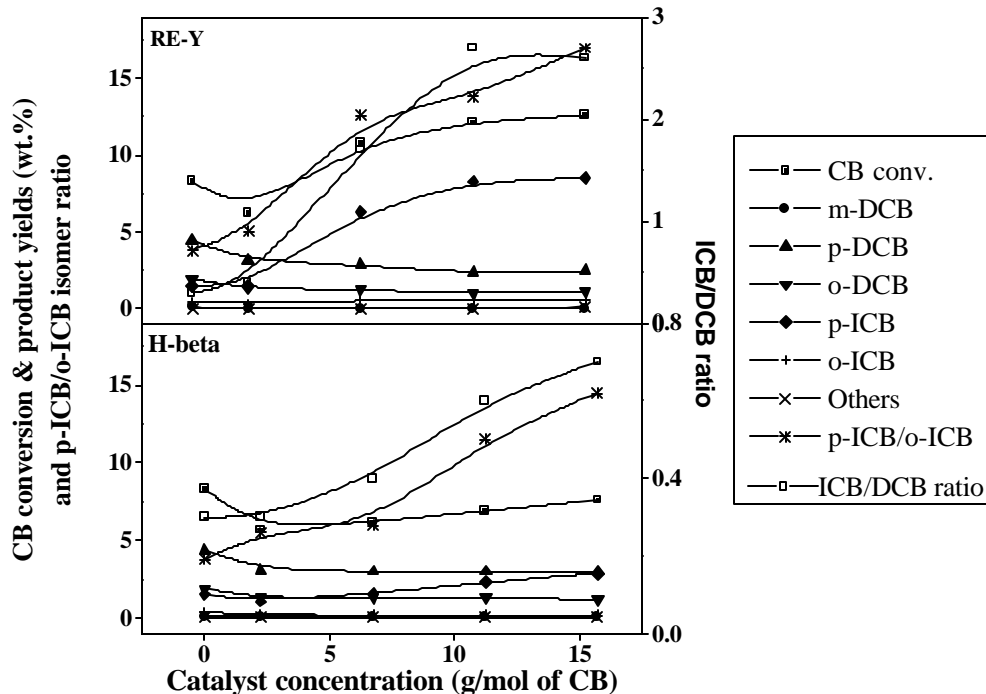 CB conversion & product yields (wt.%)
and p-ICB/o-ICB isomer ratio
RE-Y
15
10
5
0
3
2
1
0.8
H-beta
15
10
5
0
0.4
0.0
ICB/DCB ratio
0
5
10
15
Catalyst concentration (g/mol of CB)
CB conv.
m-DCB
p-DCB
o-DCB
p-ICB
o-ICB
Others
p-ICB/o-ICB
ICB/DCB ratio